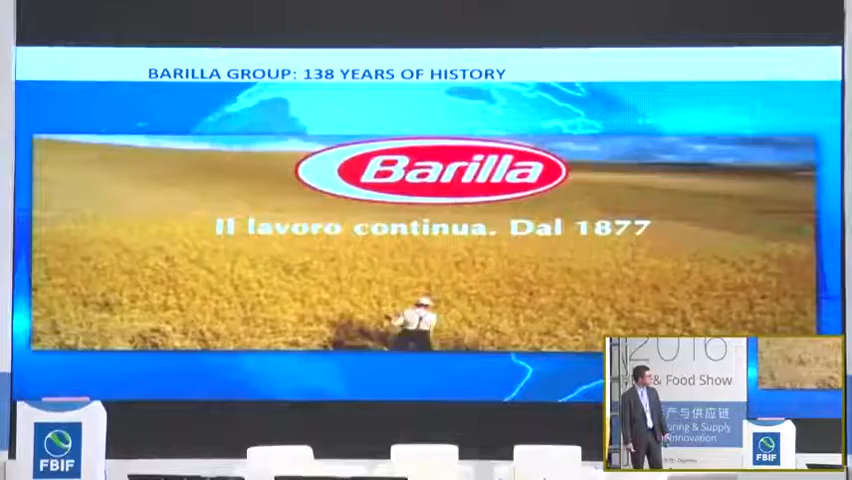 BARILLA GROUP: 138 YEARS OF HISTORY
Barilla
Il lavoro continua. Dal 1877
2016
& Food Show
产与供应链
& Supply
Innovation
FBIF
FBIF